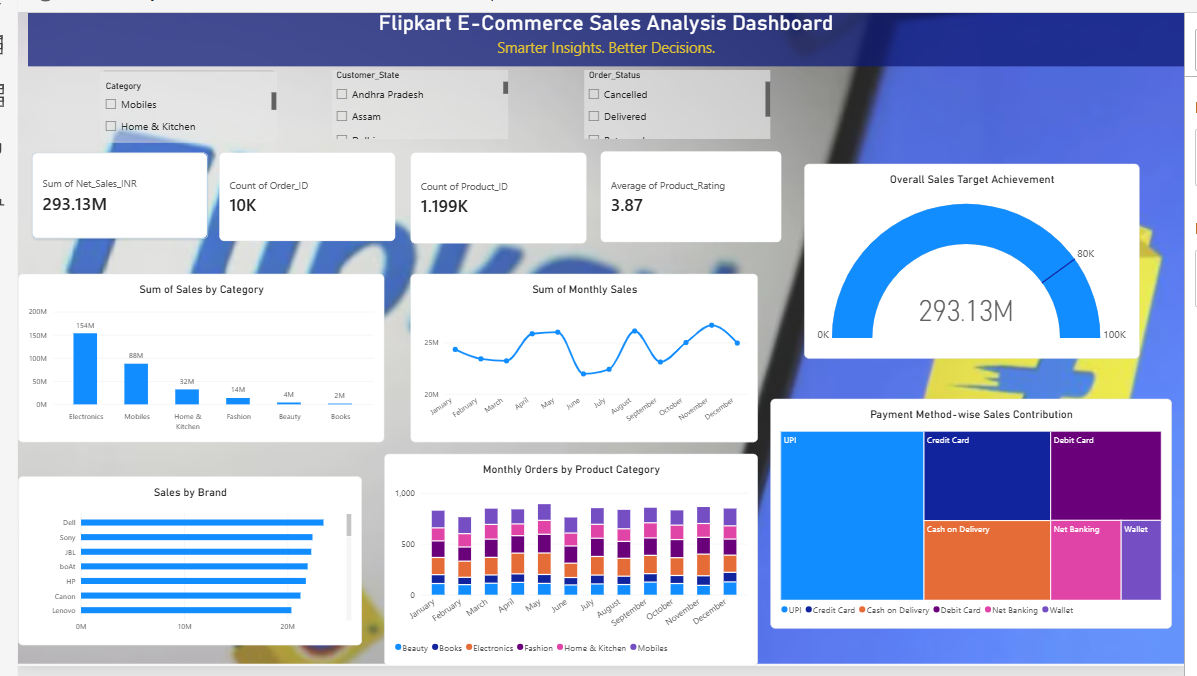 Flipkart E-Commerce Sales Analysis Dashboard
Smarter Insights. Better Decisions.
Category
Mobiles
Home & Kitchen
Customer_State
Andhra Pradesh
Assam
Order_Status
Cancelled
Delivered
Sum of Net_Sales_INR
293.13M
Count of Order_ID
10K
Count of Product_ID
1.199K
Average of Product_Rating
3.87
Overall Sales Target Achievement
80K
293.13M
0K
100K
Sum of Sales by Category
200M
150M
100M
50M
0M
154M
88M
32M
14M
4M
2M
Electronics
Mobiles
Home &
Kitchen
Fashion
Beauty
Books
Sum of Monthly Sales
25M
20M
January
February
March
April
May
June
July
August
September
October
November
December
Payment Method-wise Sales Contribution
UPI
Credit Card
Debit Card
Cash on Delivery
Net Banking
Wallet
UPI Credit Card Cash on Delivery Debit Card Net Banking Wallet
Sales by Brand
Dell
Sony
JBL
boAt
HP
Canon
Lenovo
0M
10M
20M
Monthly Orders by Product Category
1,000
500
0
January
February
March
April
May
June
July
August
September
October
November
December
Beauty Books Electronics Fashion Home & Kitchen Mobiles